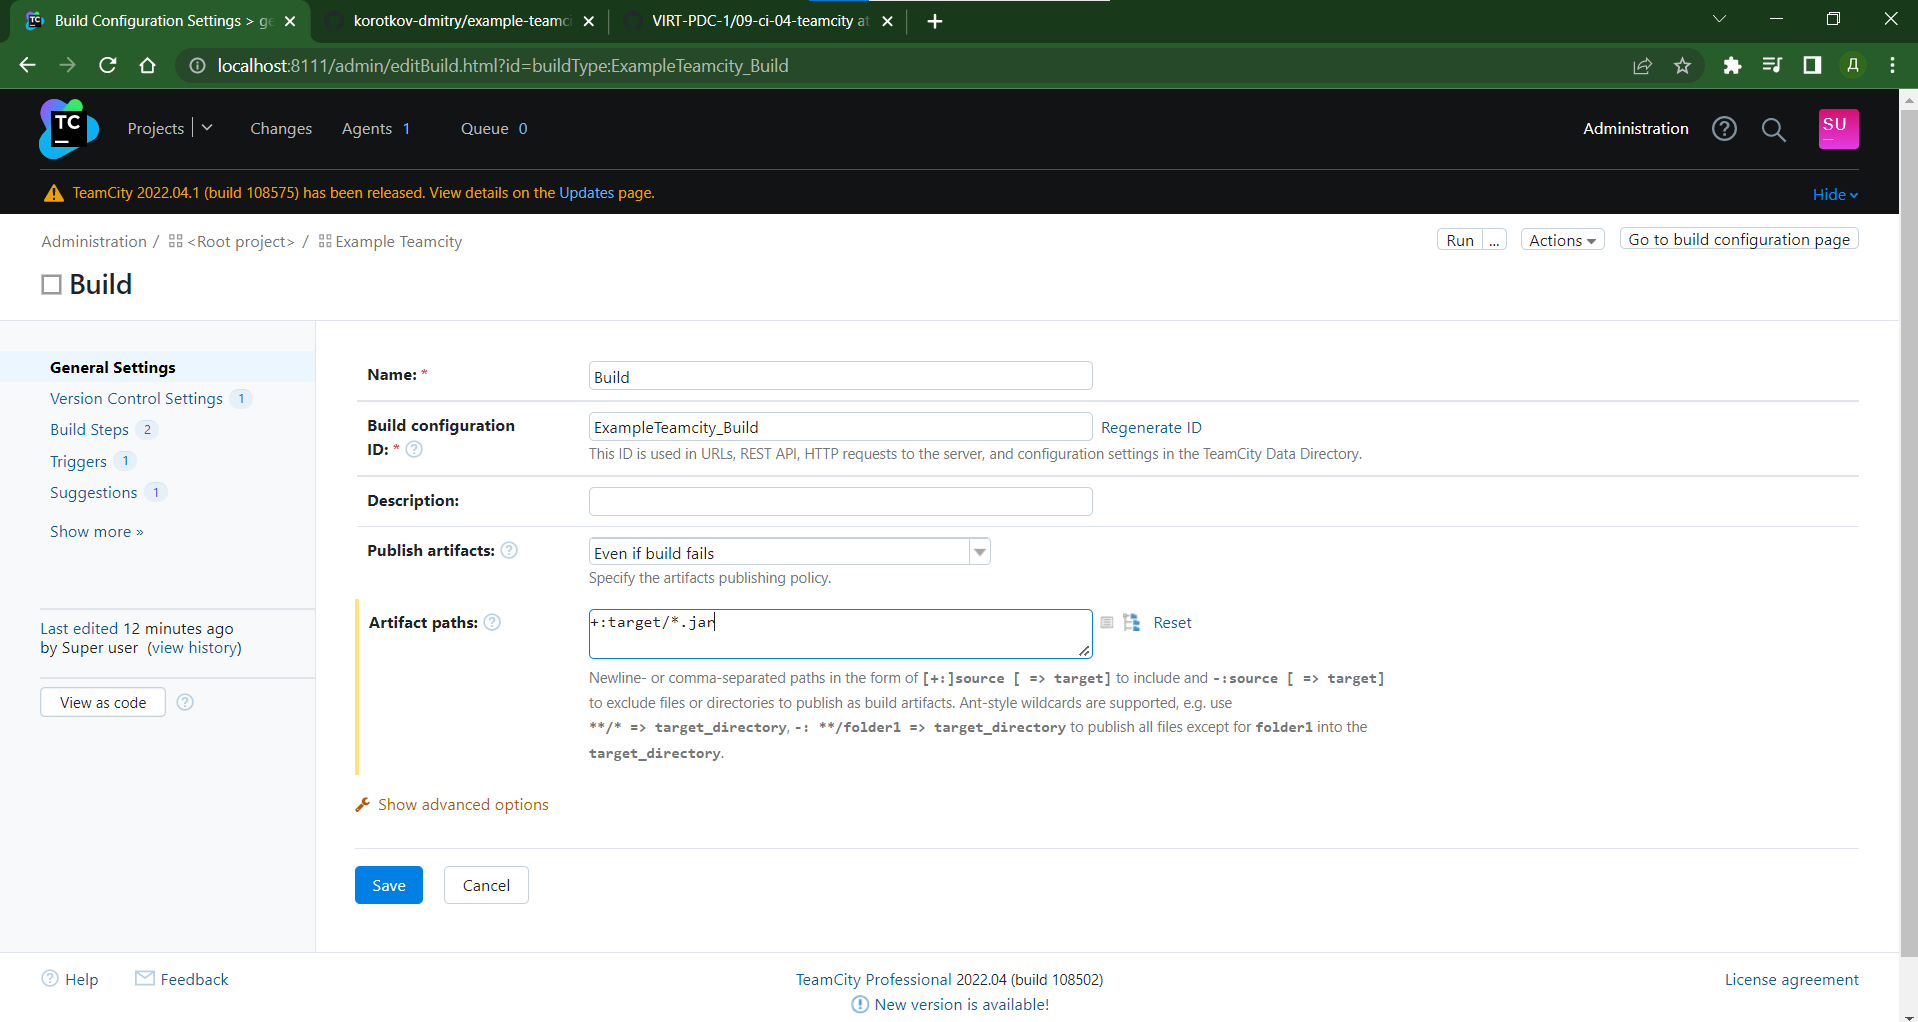 Build Configuration Settings > ge
korotkov-dmitry/example-teamci
VIRT-PDC-1/09-ci-04-teamcity at
localhost:8111/admin/editBuild.html?id=buildType:ExampleTeamcity_Build
Д
TC
Projects
Changes
Agents 1
Queue 0
Administration
SU
TeamCity 2022.04.1 (build 108575) has been released. View details on the Updates page.
Hide
Administration / <Root project> / Example Teamcity
Run ...
Actions
Go to build configuration page
Build
General Settings
Version Control Settings 1
Build Steps 2
Triggers 1
Suggestions 1
Show more »
Last edited 12 minutes ago
by Super user (view history)
View as code ?
Name: *
Build
Build configuration
ID: * ?
ExampleTeamcity_Build
Regenerate ID
This ID is used in URLs, REST API, HTTP requests to the server, and configuration settings in the TeamCity Data Directory.
Description:
Publish artifacts: ?
Even if build fails
Specify the artifacts publishing policy.
Artifact paths: ?
+:target/*.jar
Reset
Newline- or comma-separated paths in the form of [+:]source [ => target] to include and -:source [ => target]
to exclude files or directories to publish as build artifacts. Ant-style wildcards are supported, e.g. use
**/* => target_directory, -: **/folder1 => target_directory to publish all files except for folder1 into the
target_directory.
Show advanced options
Save
Cancel
? Help
Feedback
TeamCity Professional 2022.04 (build 108502)
New version is available!
License agreement